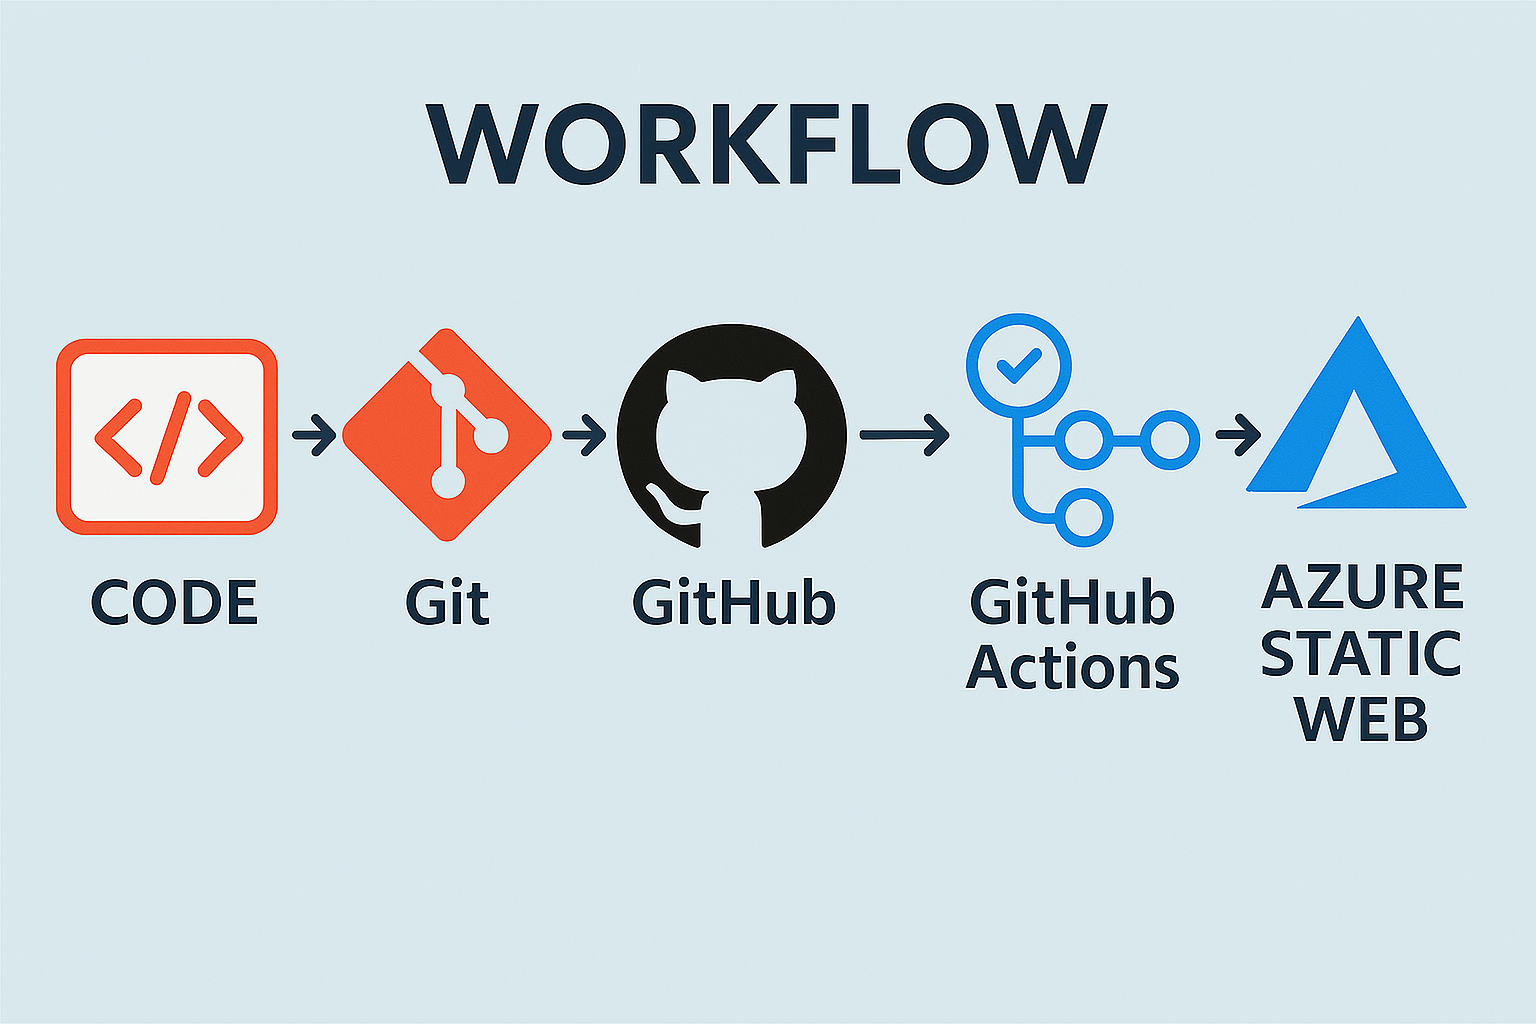 WORKFLOW
</>
CODE
Git
GitHub
GitHub
Actions
AZURE
STATIC
WEB